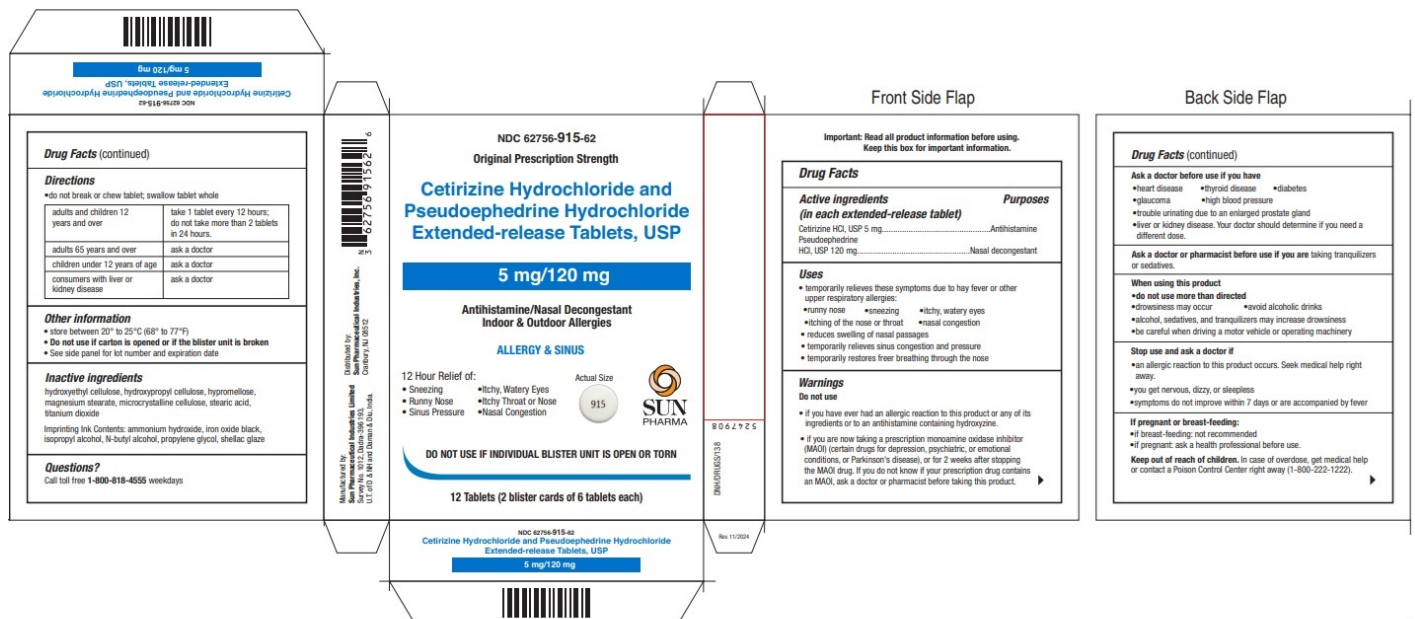 NDC 62756-915-62
Cetirizine Hydrochloride and Pseudoephedrine Hydrochloride
Extended-release Tablets, USP
5 mg/120 mg
Drug Facts (continued)
Directions
•do not break or chew tablet; swallow tablet whole
adults and children 12 years and over
take 1 tablet every 12 hours;
do not take more than 2 tablets
in 24 hours.
adults 65 years and over
ask a doctor
children under 12 years of age
ask a doctor
consumers with liver or
kidney disease
ask a doctor
Other information
• store between 20° to 25°C (68° to 77°F)
• Do not use if carton is opened or if the blister unit is broken
• See side panel for lot number and expiration date
Inactive ingredients
hydroxyethyl cellulose, hydroxypropyl cellulose, hypromellose,
magnesium stearate, microcrystalline cellulose, stearic acid,
titanium dioxide
Imprinting Ink Contents: ammonium hydroxide, iron oxide black,
isopropyl alcohol, N-butyl alcohol, propylene glycol, shellac glaze
Questions?
Call toll free 1-800-818-4555 weekdays
N
3 62756 91562 6
Distributed by:
Sun Pharmaceutical Industries, Inc.
Cranbury, NJ 08512
Manufactured by:
Sun Pharmaceutical Industries Limited
Survey No. 1012, Dadra-396 193,
U.T. of D & NH and Daman & Diu, India.
NDC 62756-915-62
Original Prescription Strength
Cetirizine Hydrochloride and
Pseudoephedrine Hydrochloride
Extended-release Tablets, USP
5 mg/120 mg
Antihistamine/Nasal Decongestant
Indoor & Outdoor Allergies
ALLERGY & SINUS
12 Hour Relief of:
• Sneezing •Itchy, Watery Eyes
• Runny Nose •Itchy Throat or Nose
• Sinus Pressure •Nasal Congestion
Actual Size
915
SUN
PHARMA
DO NOT USE IF INDIVIDUAL BLISTER UNIT IS OPEN OR TORN
12 Tablets (2 blister cards of 6 tablets each)
NDC 62756-915-62
Cetirizine Hydrochloride and Pseudoephedrine Hydrochloride
Extended-release Tablets, USP
5 mg/120 mg
5247908
DNH/DRUGS/138
Rev. 11/2024
Front Side Flap
Important: Read all product information before using.
Keep this box for important information.
Drug Facts
Active ingredients Purposes
(in each extended-release tablet)
Cetirizine HCl, USP 5 mg................................................Antihistamine
Pseudoephedrine
HCl, USP 120 mg..................................................Nasal decongestant
Uses
• temporarily relieves these symptoms due to hay fever or other
upper respiratory allergies:
•runny nose •sneezing •itchy, watery eyes
•itching of the nose or throat •nasal congestion
• reduces swelling of nasal passages
• temporarily relieves sinus congestion and pressure
• temporarily restores freer breathing through the nose
Warnings
Do not use
• if you have ever had an allergic reaction to this product or any of its
ingredients or to an antihistamine containing hydroxyzine.
• if you are now taking a prescription monoamine oxidase inhibitor
(MAOI) (certain drugs for depression, psychiatric, or emotional
conditions, or Parkinson's disease), or for 2 weeks after stopping
the MAOI drug. If you do not know if your prescription drug contains
an MAOI, ask a doctor or pharmacist before taking this product.
Back Side Flap
Drug Facts (continued)
Ask a doctor before use if you have
•heart disease •thyroid disease •diabetes
•glaucoma •high blood pressure
•trouble urinating due to an enlarged prostate gland
•liver or kidney disease. Your doctor should determine if you need a
different dose.
Ask a doctor or pharmacist before use if you are taking tranquilizers
or sedatives.
When using this product
•do not use more than directed
•drowsiness may occur •avoid alcoholic drinks
•alcohol, sedatives, and tranquilizers may increase drowsiness
•be careful when driving a motor vehicle or operating machinery
Stop use and ask a doctor if
•an allergic reaction to this product occurs. Seek medical help right
away.
•you get nervous, dizzy, or sleepless
•symptoms do not improve within 7 days or are accompanied by fever
If pregnant or breast-feeding:
•if breast-feeding: not recommended
•if pregnant: ask a health professional before use.
Keep out of reach of children. In case of overdose, get medical help
or contact a Poison Control Center right away (1-800-222-1222).